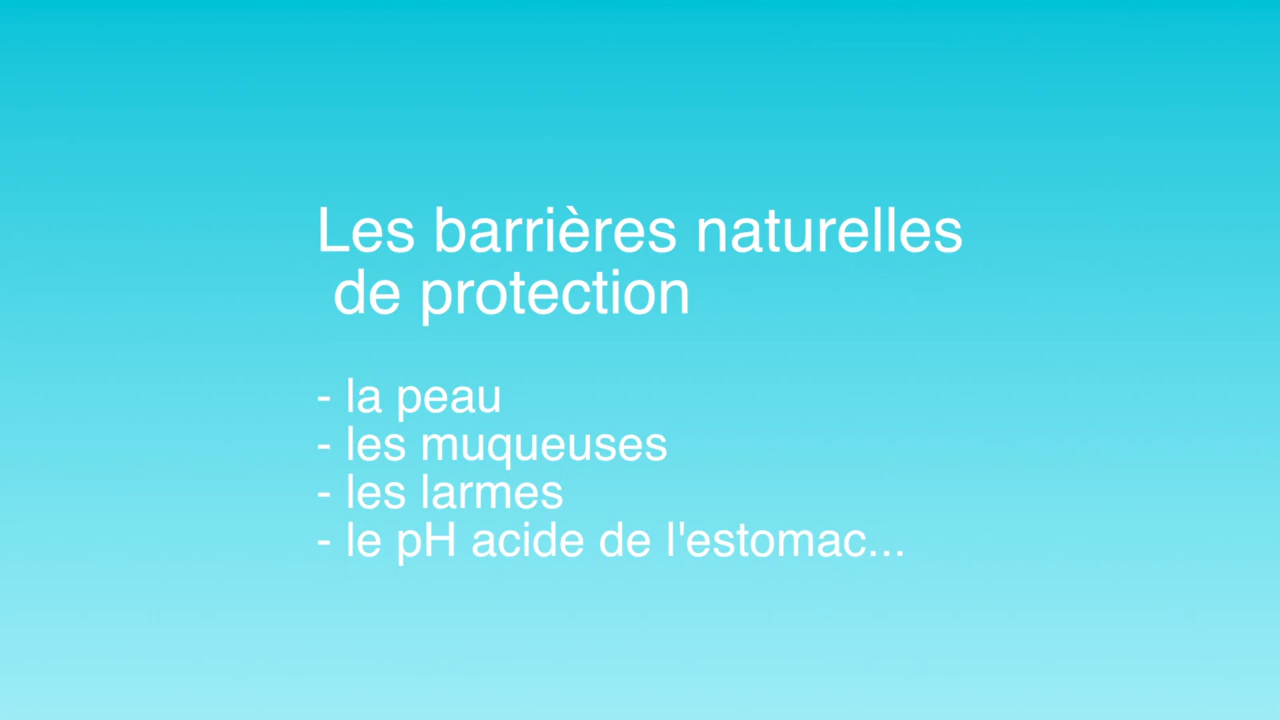 Les barrières naturelles
de protection
- la peau
- les muqueuses
- les larmes
- le pH acide de l'estomac...